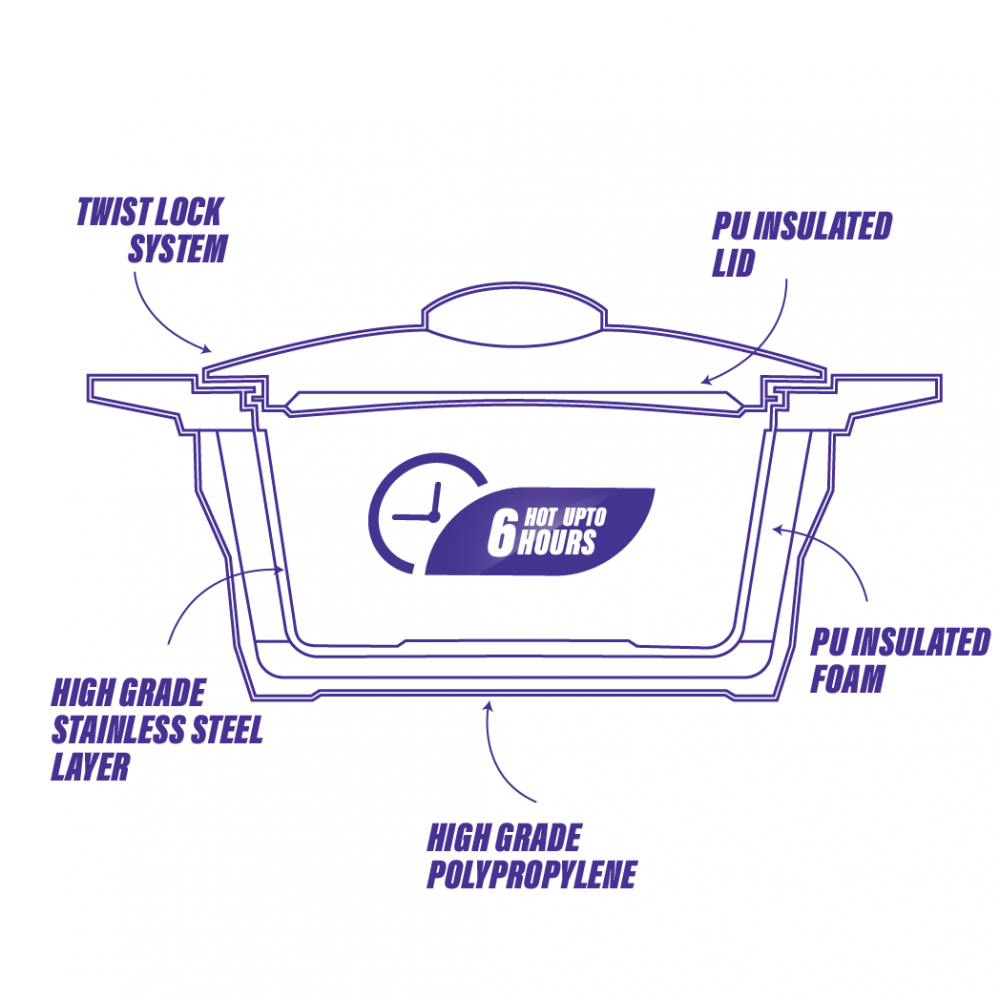 TWIST LOCK
SYSTEM
PU INSULATED
LID
6 HOT UPTO
HOURS
PU INSULATED
FOAM
HIGH GRADE
STAINLESS STEEL
LAYER
HIGH GRADE
POLYPROPYLENE